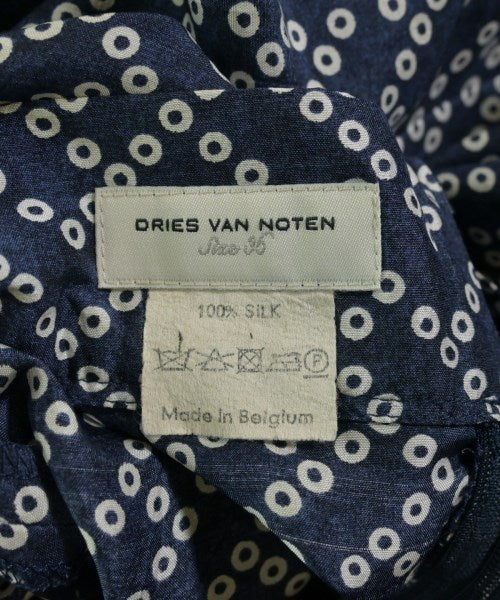 DRIES VAN NOTEN
Size 36
100% SILK
P
Made in Belgium